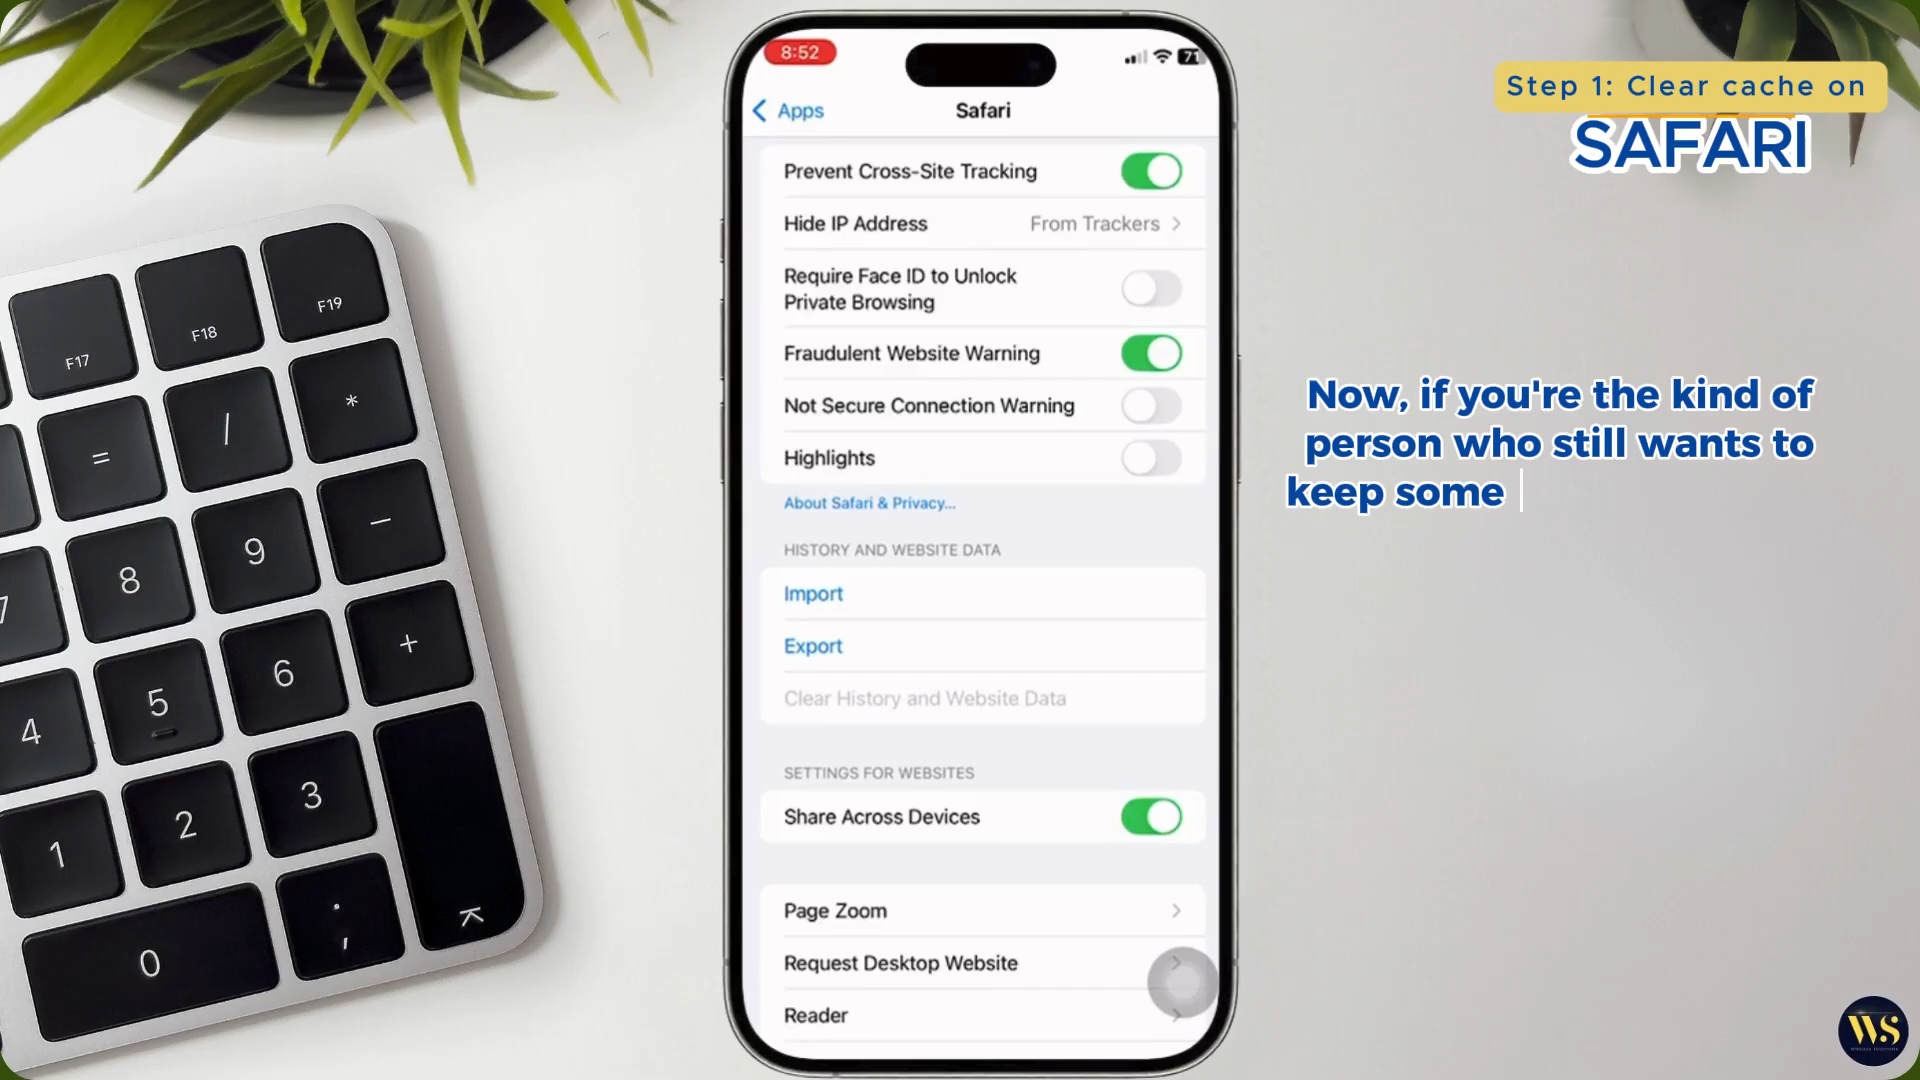 8:52
71
Apps
Safari
Prevent Cross-Site Tracking
Hide IP Address From Trackers
Require Face ID to Unlock
Private Browsing
Fraudulent Website Warning
Not Secure Connection Warning
Highlights
About Safari & Privacy...
HISTORY AND WEBSITE DATA
Import
Export
Clear History and Website Data
SETTINGS FOR WEBSITES
Share Across Devices
Page Zoom
Request Desktop Website
Reader
Step 1: Clear cache on
SAFARI
Now, if you're the kind of
person who still wants to
keep some
F17 F18 F19
= / *
7 8 9 −
4 5 6 +
1 2 3
0 . ,
WS